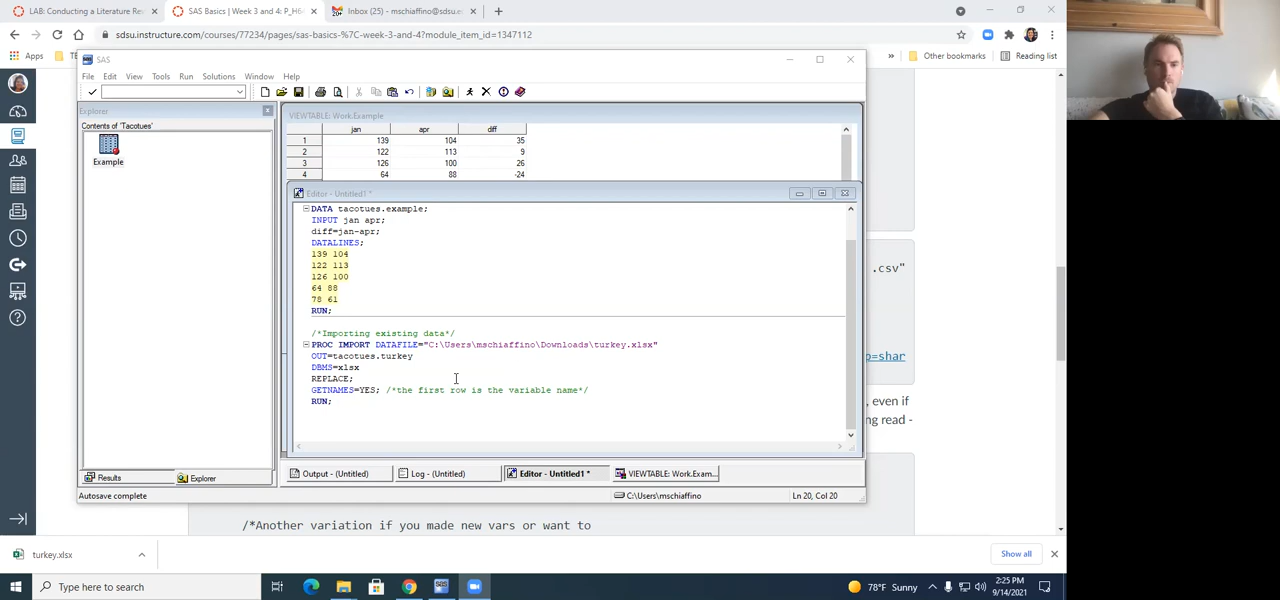 LAB: Conducting a Literature Re
SAS Basics | Week 3 and 4: P_H6
Inbox (25) - mschiaffino@sdsu.e
sdsu.instructure.com/courses/77234/pages/sas-basics-%7C-week-3-and-4?module_item_id=1347112
Apps
Other bookmarks
Reading list
SAS
File Edit View Tools Run Solutions Window Help
Explorer
Contents of 'Tacotues'
Example
VIEWTABLE: Work.Example
jan apr diff
1 139 104 35
2 122 113 9
3 126 100 26
4 64 88 -24
Editor - Untitled1 *
DATA tacotues.example;
INPUT jan apr;
diff=jan-apr;
DATALINES;
139 104
122 113
126 100
64 88
78 61
RUN;
/*Importing existing data*/
PROC IMPORT DATAFILE="C:\Users\mschiaffino\Downloads\turkey.xlsx"
OUT=tacotues.turkey
DBMS=xlsx
REPLACE;
GETNAMES=YES; /*the first row is the variable name*/
RUN;
.csv"
p=shar
, even if
ng read -
Results
Explorer
Output - (Untitled)
Log - (Untitled)
Editor - Untitled1 *
VIEWTABLE: Work.Exam...
Autosave complete
C:\Users\mschiaffino
Ln 20, Col 20
/*Another variation if you made new vars or want to
turkey.xlsx
Show all
Type here to search
78°F Sunny
2:25 PM
9/14/2021